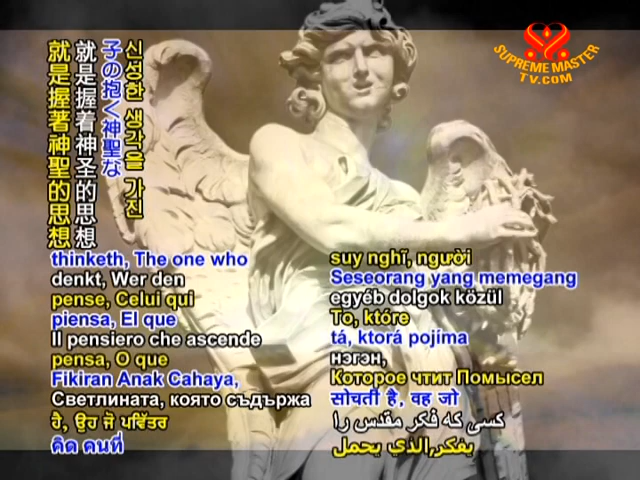 SUPREME MASTER
TV.COM
신성한 생각을 가진
子の抱く神聖な
就是握着神圣的思想
就是握著神聖的思想
thinketh, The one who
denkt, Wer den
pense, Celui qui
piensa, El que
Il pensiero che ascende
pensa, O que
Fikiran Anak Cahaya,
Светлината, която съдържа
ਹੈ, ਉਹ ਜੋ ਪਵਿੱਤਰ
คิด คนที่
suy nghĩ, người
Seseorang yang memegang
egyéb dolgok közül
To, które
tá, ktorá pojíma
нэгэн,
Которое чтит Помысел
सोचती है, वह जो
کسی که فکر مقدس را
يفكر,الذي يحمل